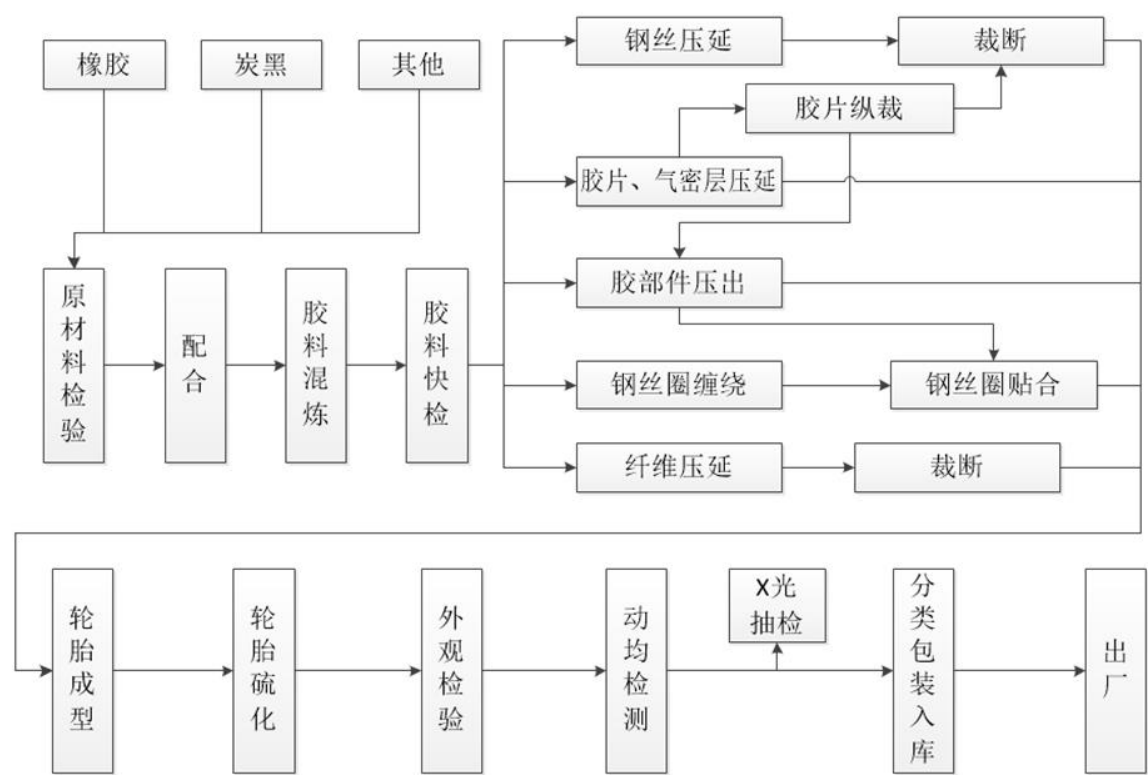 橡胶
炭黑
其他
钢丝压延
裁断
胶片纵裁
胶片、气密层压延
胶部件压出
钢丝圈缠绕
钢丝圈贴合
纤维压延
裁断
原材料检验
配合
胶料混炼
胶料快检
轮胎成型
轮胎硫化
外观检验
动均检测
X光
抽检
分类包装入库
出厂